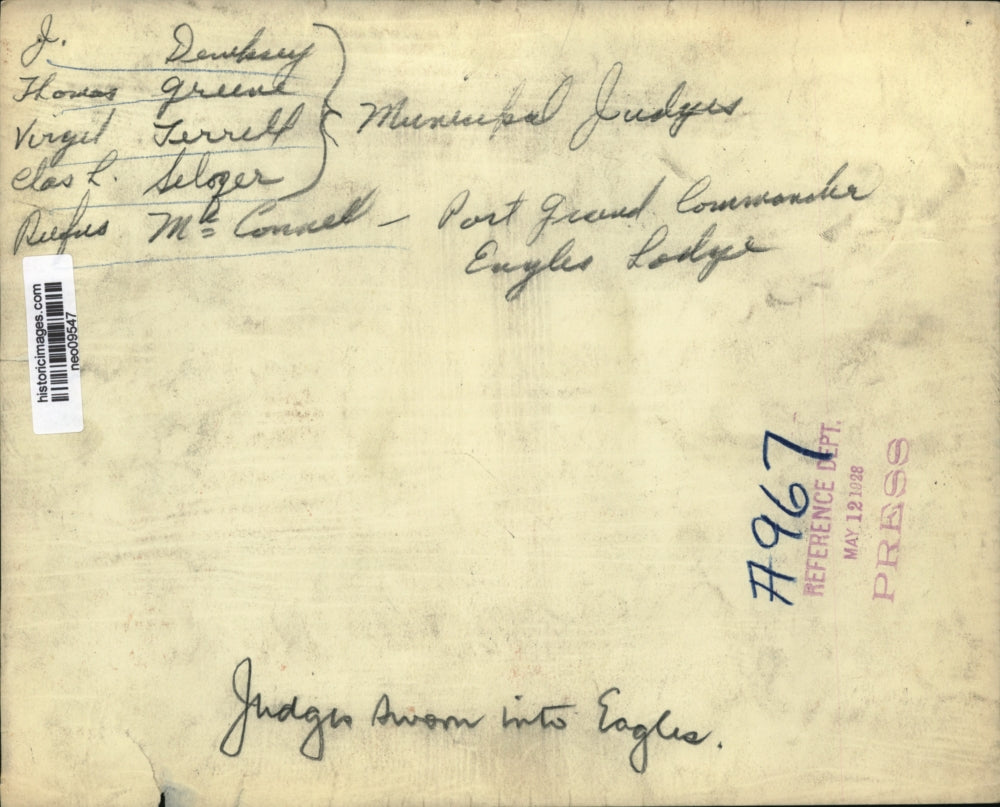 J. Dewksey
Thomas Greene
Virgil Terrell
Municipal Judges
Chas L. Selzer
Rufus McConnell - Past Grand Commander
Eagles Lodge
historicimages.com
neo09547
A967
REFERENCE DEPT.
MAY 12 1928
PRESS
Judges sworn into Eagles.